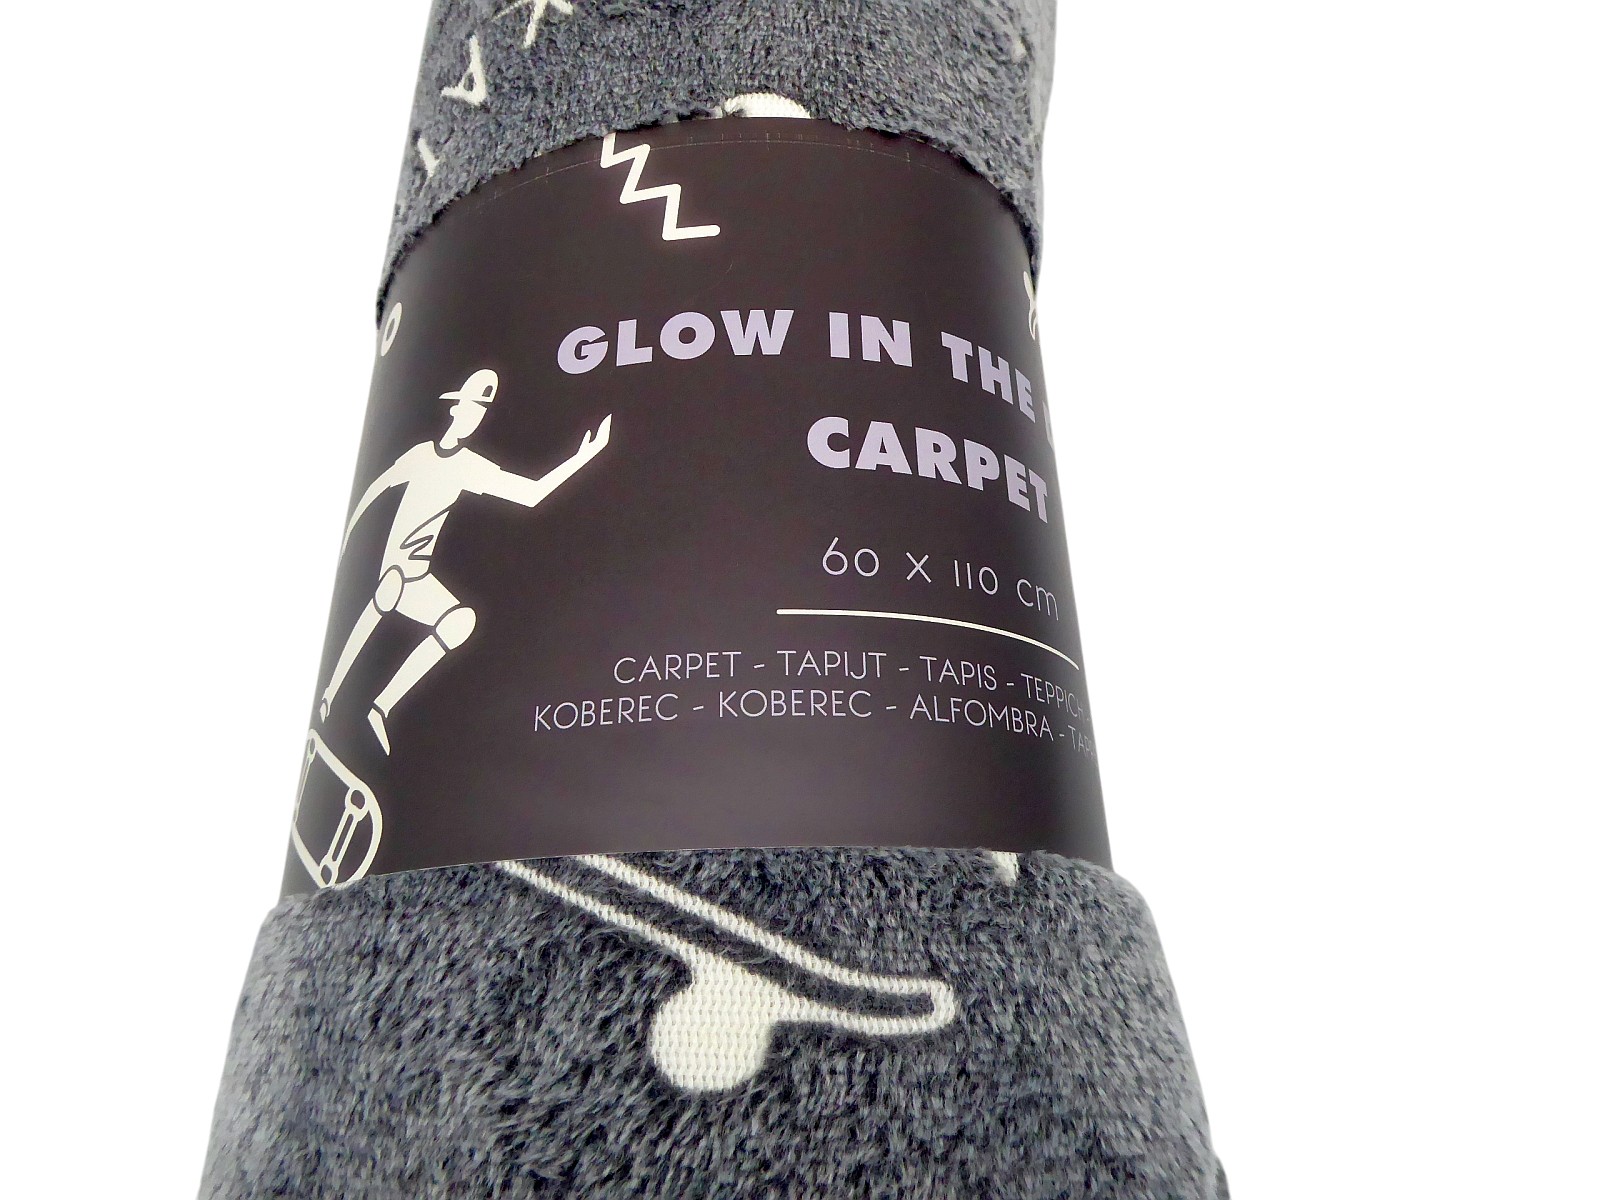 GLOW IN THE
CARPET
60 x 110 cm
CARPET - TAPIJT - TAPIS - TEPPICH -
KOBEREC - KOBEREC - ALFOMBRA -